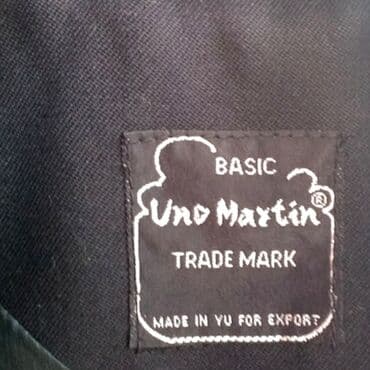 BASIC
Uno Martin®
TRADE MARK
MADE IN YU FOR EXPORT